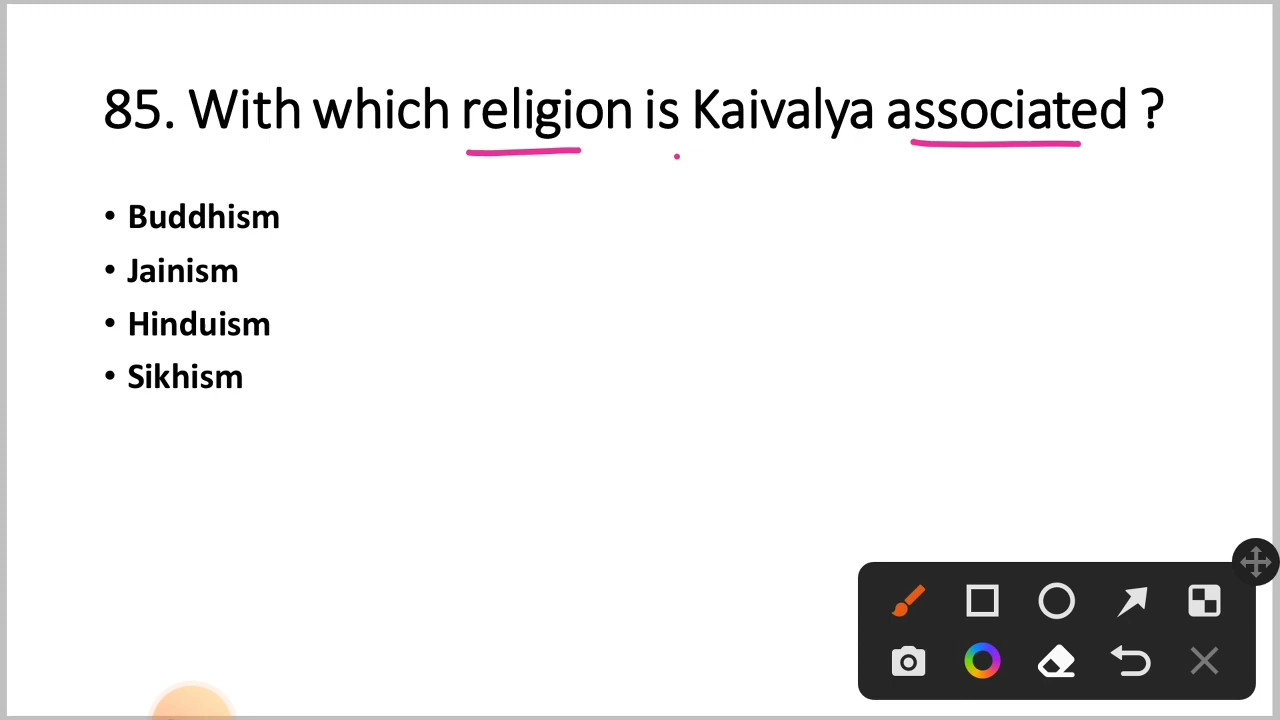 85. With which religion is Kaivalya associated ?
• Buddhism
• Jainism
• Hinduism
• Sikhism